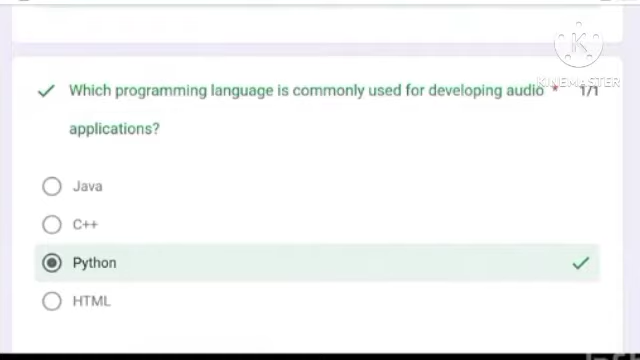 K
KINEMASTER
Which programming language is commonly used for developing audio * 1/1
applications?
Java
C++
Python
HTML